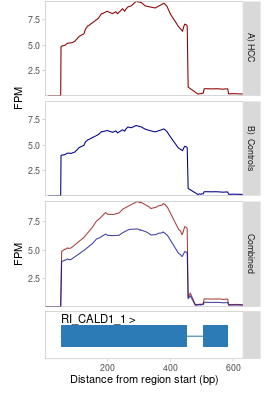 7.5
5.0
2.5
A) HCC
FPM
7.5
5.0
2.5
B) Controls
7.5
5.0
2.5
Combined
FPM
RI_CALD1_1 >
200
400
600
Distance from region start (bp)